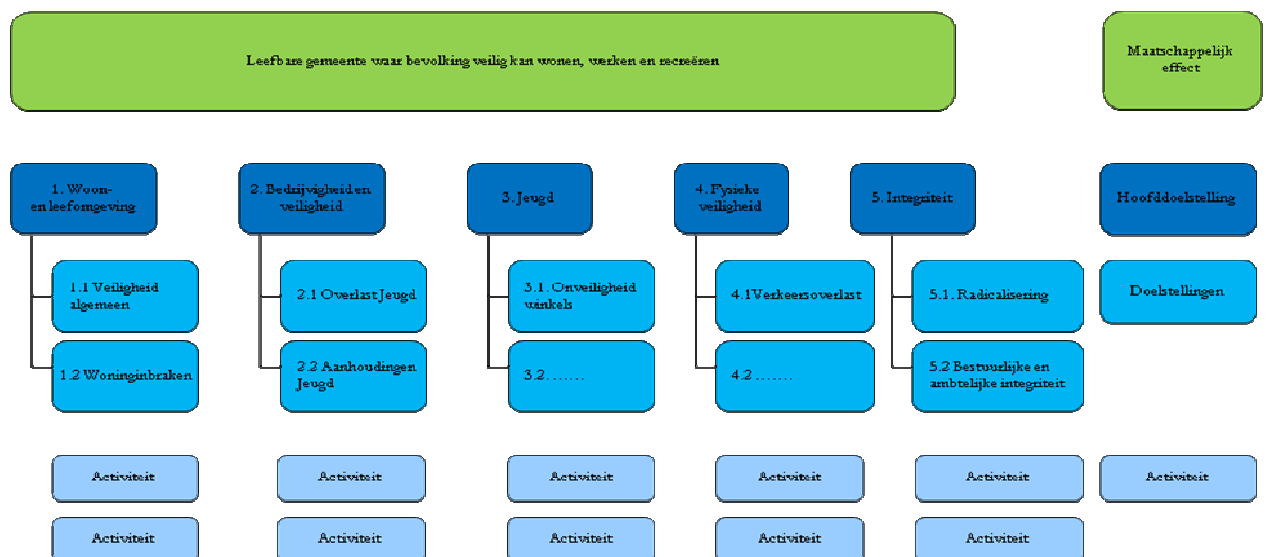 Leefbare gemeente waar bevolking veilig kan wonen, werken en recreëren
Maatschappelijk
effect
1. Woon-
en leefomgeving
2. Bedrijvigheid en
veiligheid
3. Jeugd
4. Fysieke
veiligheid
5. Integriteit
Hoofddoelstelling
1.1 Veiligheid
algemeen
2.1 Overlast Jeugd
3.1. Onveiligheid
winkels
4.1 Verkeersoverlast
5.1. Radicalisering
Doelstellingen
1.2 Woninginbraken
2.2 Aanhoudingen
Jeugd
3.2. ......
4.2 .......
5.2 Bestuurlijke en
ambtelijke integriteit
Activiteit
Activiteit
Activiteit
Activiteit
Activiteit
Activiteit
Activiteit
Activiteit
Activiteit
Activiteit
Activiteit